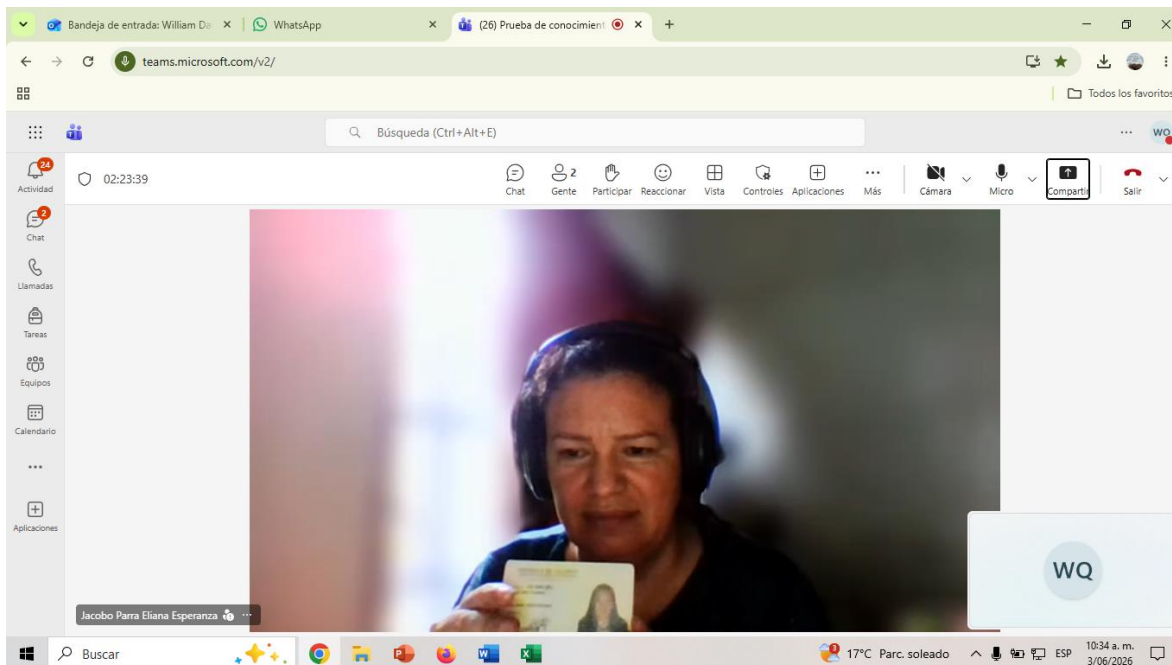 Bandeja de entrada: William Da
WhatsApp
(26) Prueba de conocimient
teams.microsoft.com/v2/
Todos los favoritos
Búsqueda (Ctrl+Alt+E)
WQ
24
Actividad
02:23:39
Chat
2
Gente
Participar
Reaccionar
Vista
Controles
Aplicaciones
Más
Cámara
Micro
Compartir
Salir
2
Chat
Llamadas
Tareas
Equipos
Calendario
Aplicaciones
WQ
Jacobo Parra Eliana Esperanza
Buscar
17°C Parc. soleado
ESP
10:34 a. m.
3/06/2026